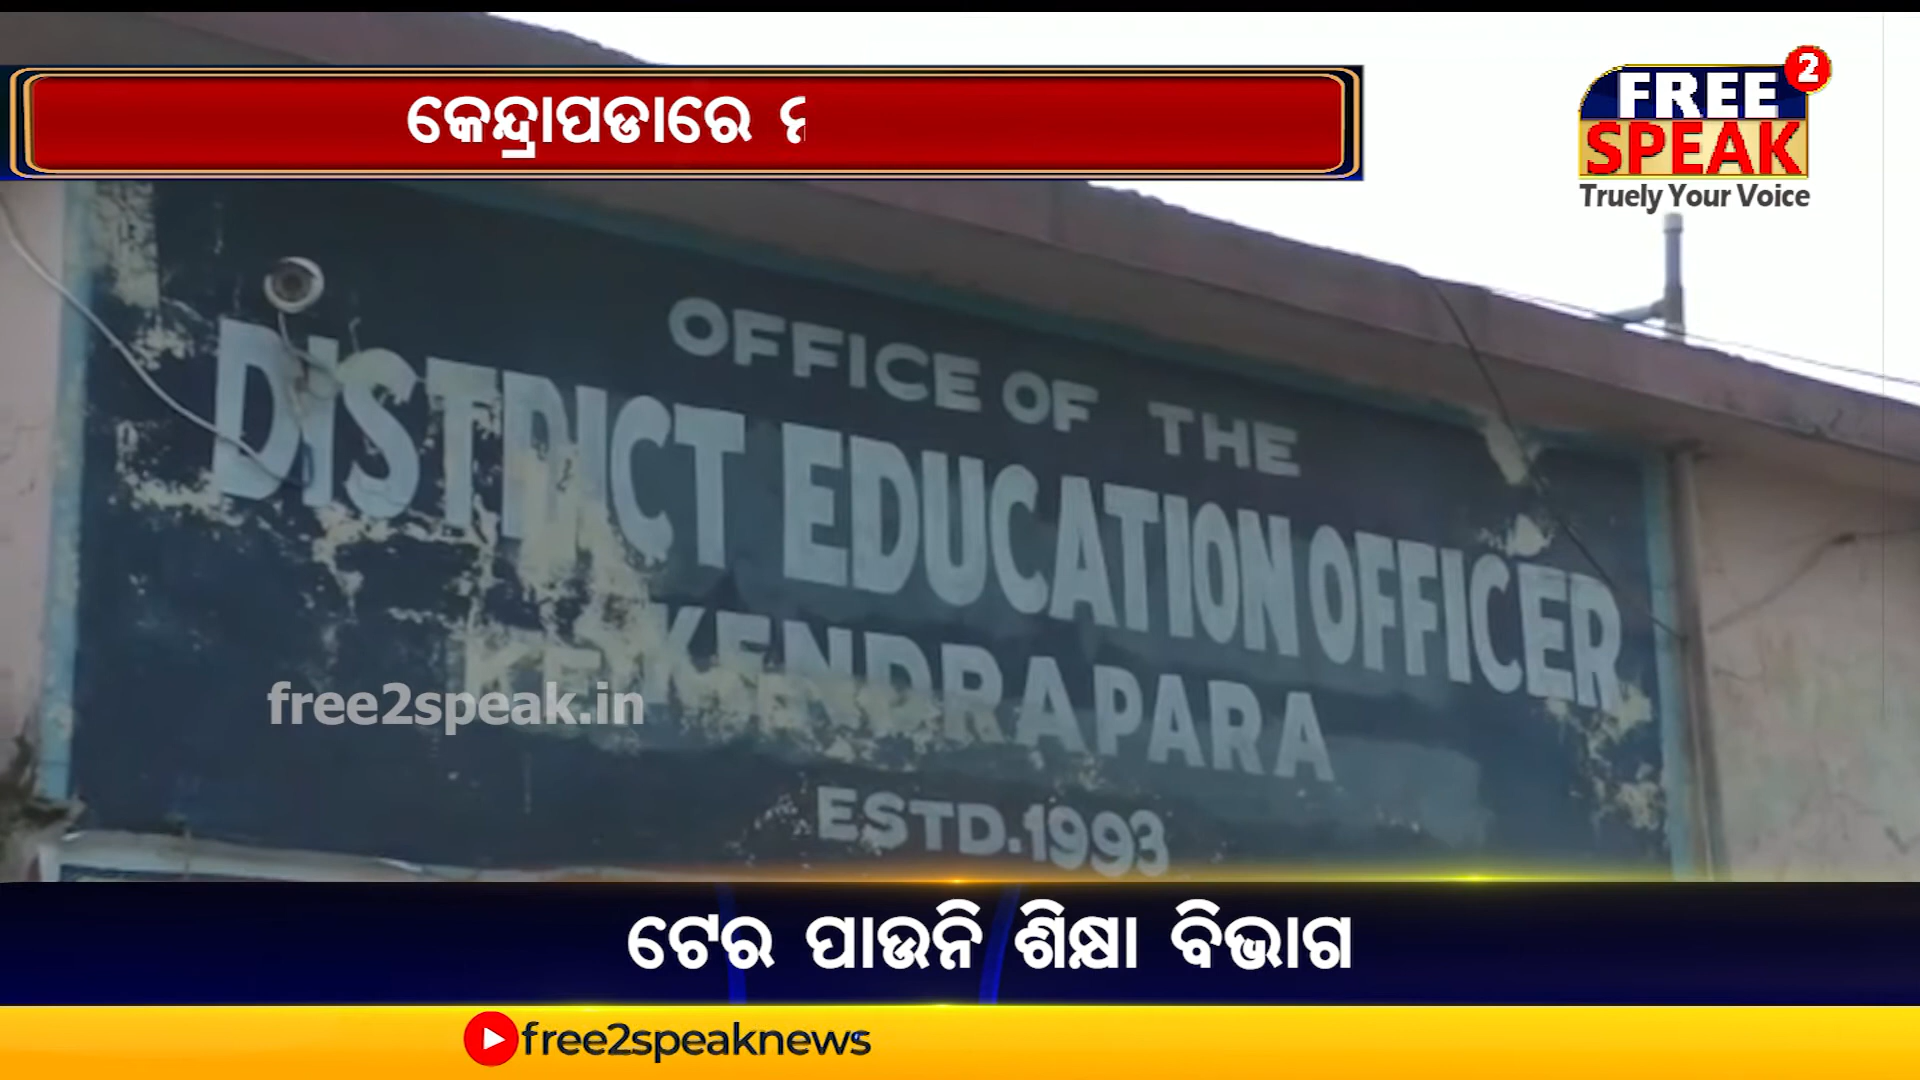 କେନ୍ଦ୍ରାପଡାରେ
FREE 2
SPEAK
Truely Your Voice
OFFICE OF THE
DISTRICT EDUCATION OFFICER
KENDRAPARA
ESTD.1993
free2speak.in
ଟେର ପାଉନି ଶିକ୍ଷା ବିଭାଗ
free2speaknews